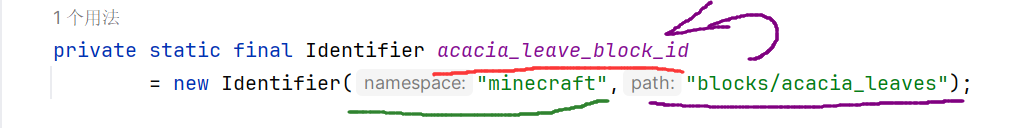 1 个用法
private static final Identifier acacia_leave_block_id
= new Identifier( namespace: "minecraft", path: "blocks/acacia_leaves");